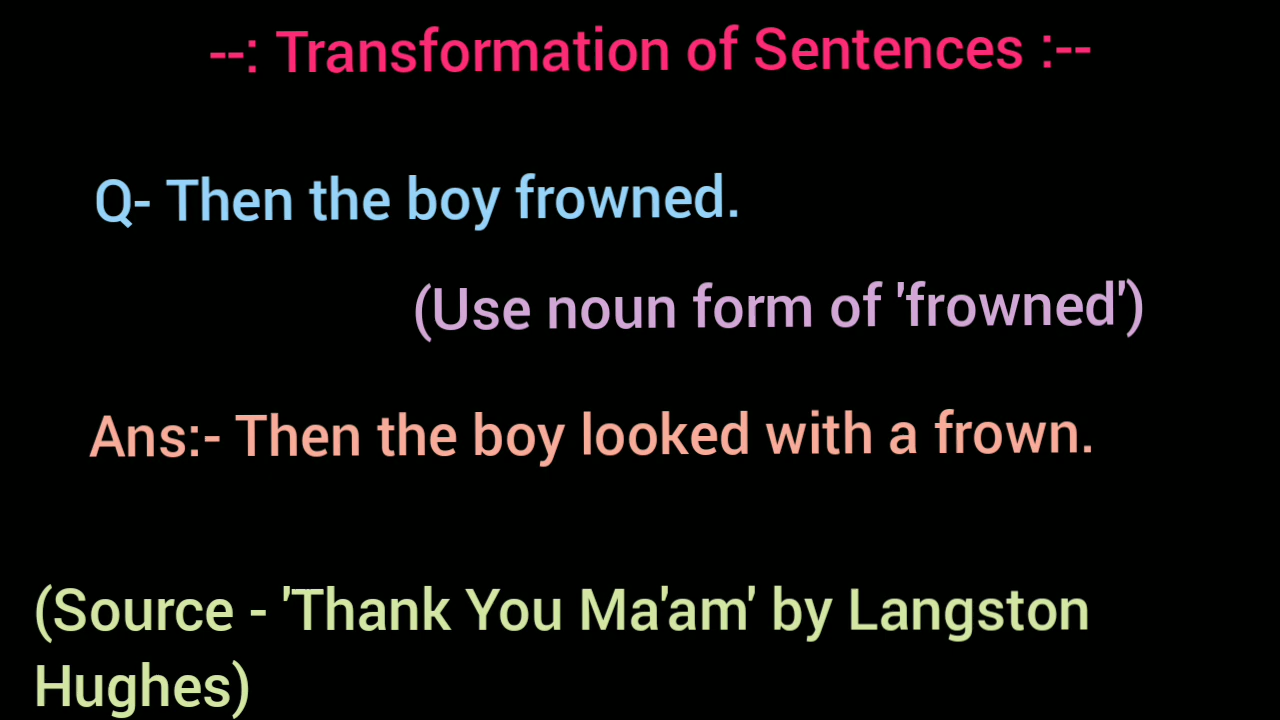 --: Transformation of Sentences :--
Q- Then the boy frowned.
(Use noun form of 'frowned')
Ans:- Then the boy looked with a frown.
(Source - 'Thank You Ma'am' by Langston
Hughes)